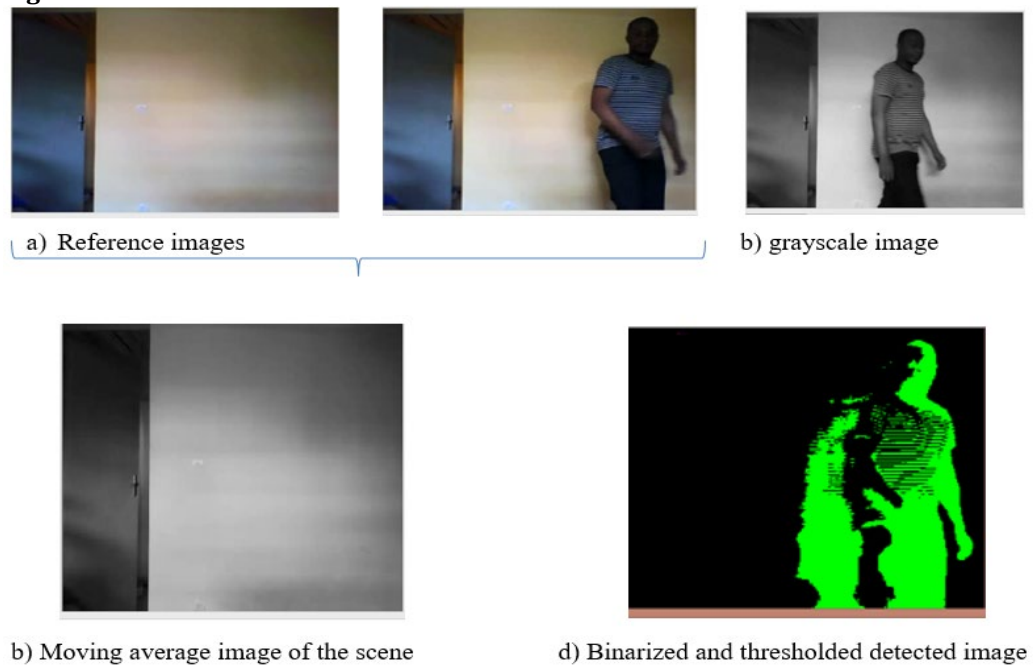 a) Reference images
b) grayscale image
b) Moving average image of the scene
d) Binarized and thresholded detected image